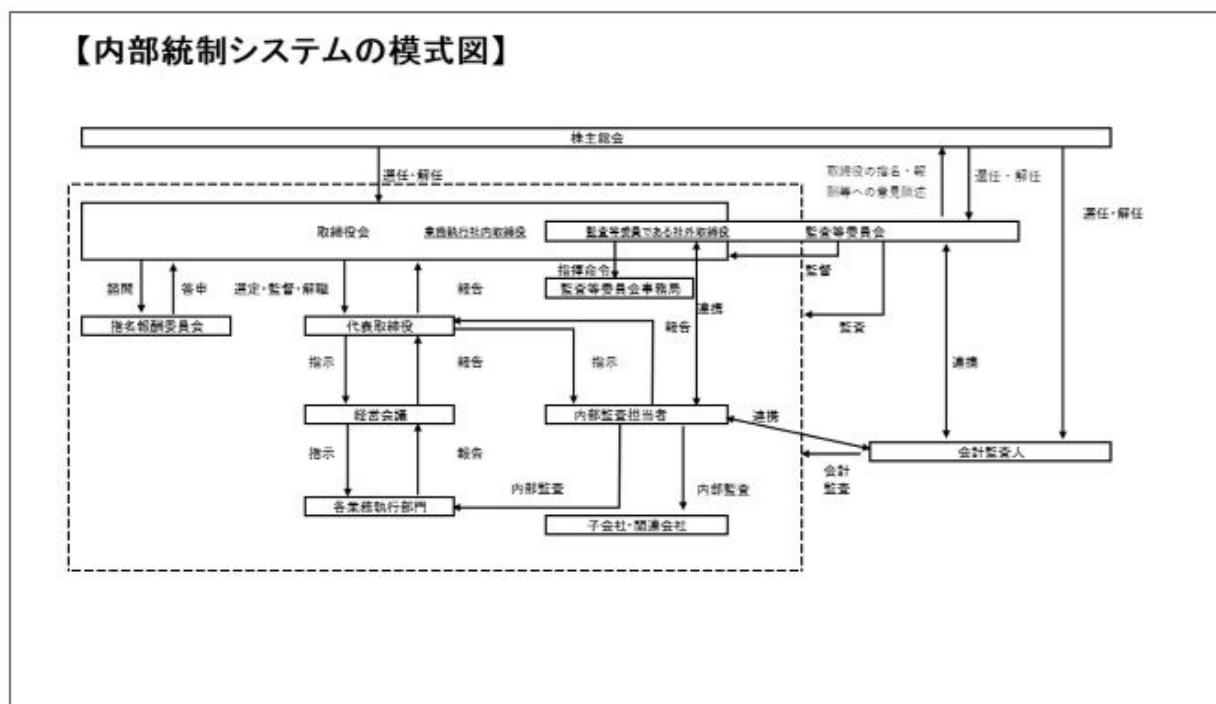 【内部統制システムの模式図】
株主総会
選任・解任
取締役の指名・報
酬等への意見陳述
選任・解任
選任・解任
取締役会
業務執行社内取締役
監査等委員である社外取締役
監査等委員会
諮問
答申
選定・監督・解職
報告
指揮命令
監査等委員会事務局
連携
監督
指名報酬委員会
代表取締役
報告
監査
指示
報告
指示
連携
経営会議
内部監査担当者
連携
会計監査人
指示
報告
会計
監査
内部監査
内部監査
各業務執行部門
子会社・関連会社